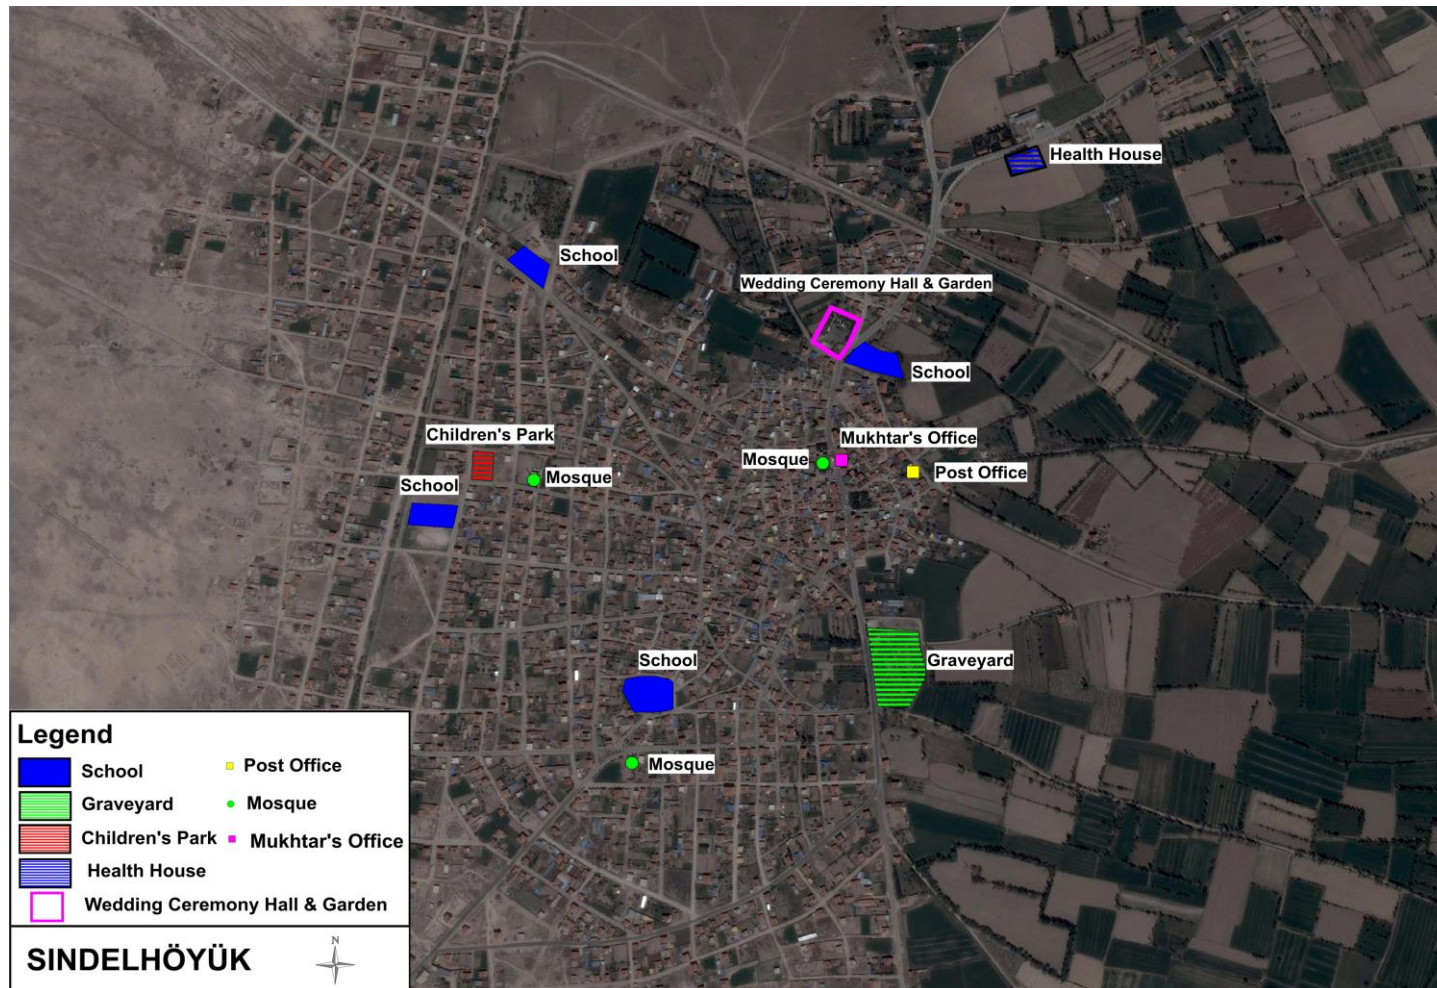 Health House
School
Wedding Ceremony Hall & Garden
School
Children's Park
Mukhtar's Office
Mosque
Post Office
Mosque
School
School
Graveyard
Mosque
Legend
School
Graveyard
Children's Park
Health House
Wedding Ceremony Hall & Garden
Post Office
Mosque
Mukhtar's Office
SINDELHÖYÜK
N